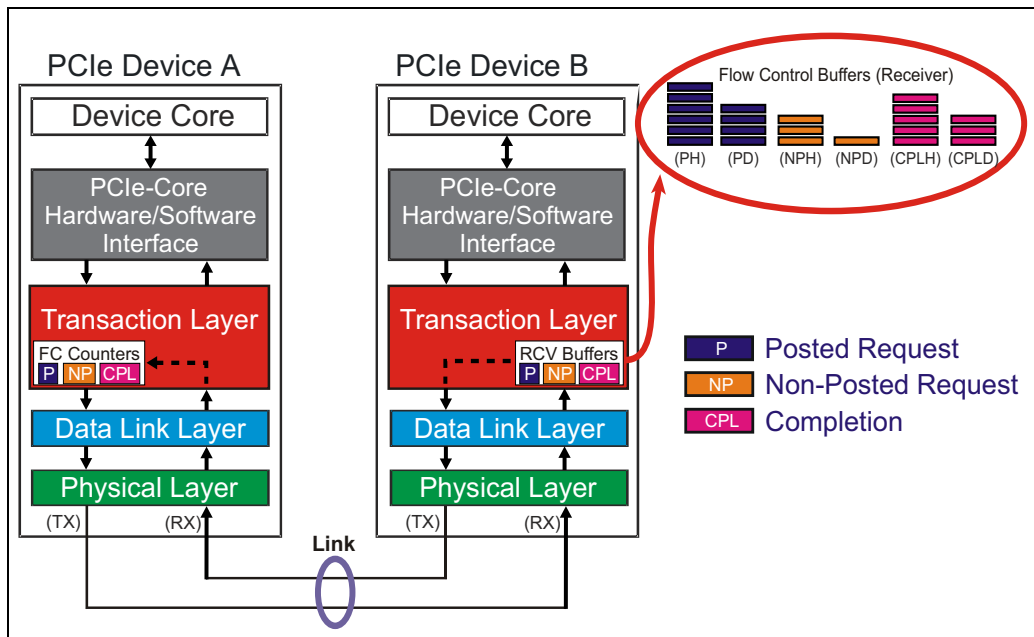 PCIe Device A
Device Core
PCIe-Core
Hardware/Software
Interface
Transaction Layer
FC Counters
P NP CPL
Data Link Layer
Physical Layer
(TX) (RX)
PCIe Device B
Device Core
PCIe-Core
Hardware/Software
Interface
Transaction Layer
RCV Buffers
P NP CPL
Data Link Layer
Physical Layer
(TX) (RX)
Link
Flow Control Buffers (Receiver)
(PH) (PD) (NPH) (NPD) (CPLH) (CPLD)
P Posted Request
NP Non-Posted Request
CPL Completion